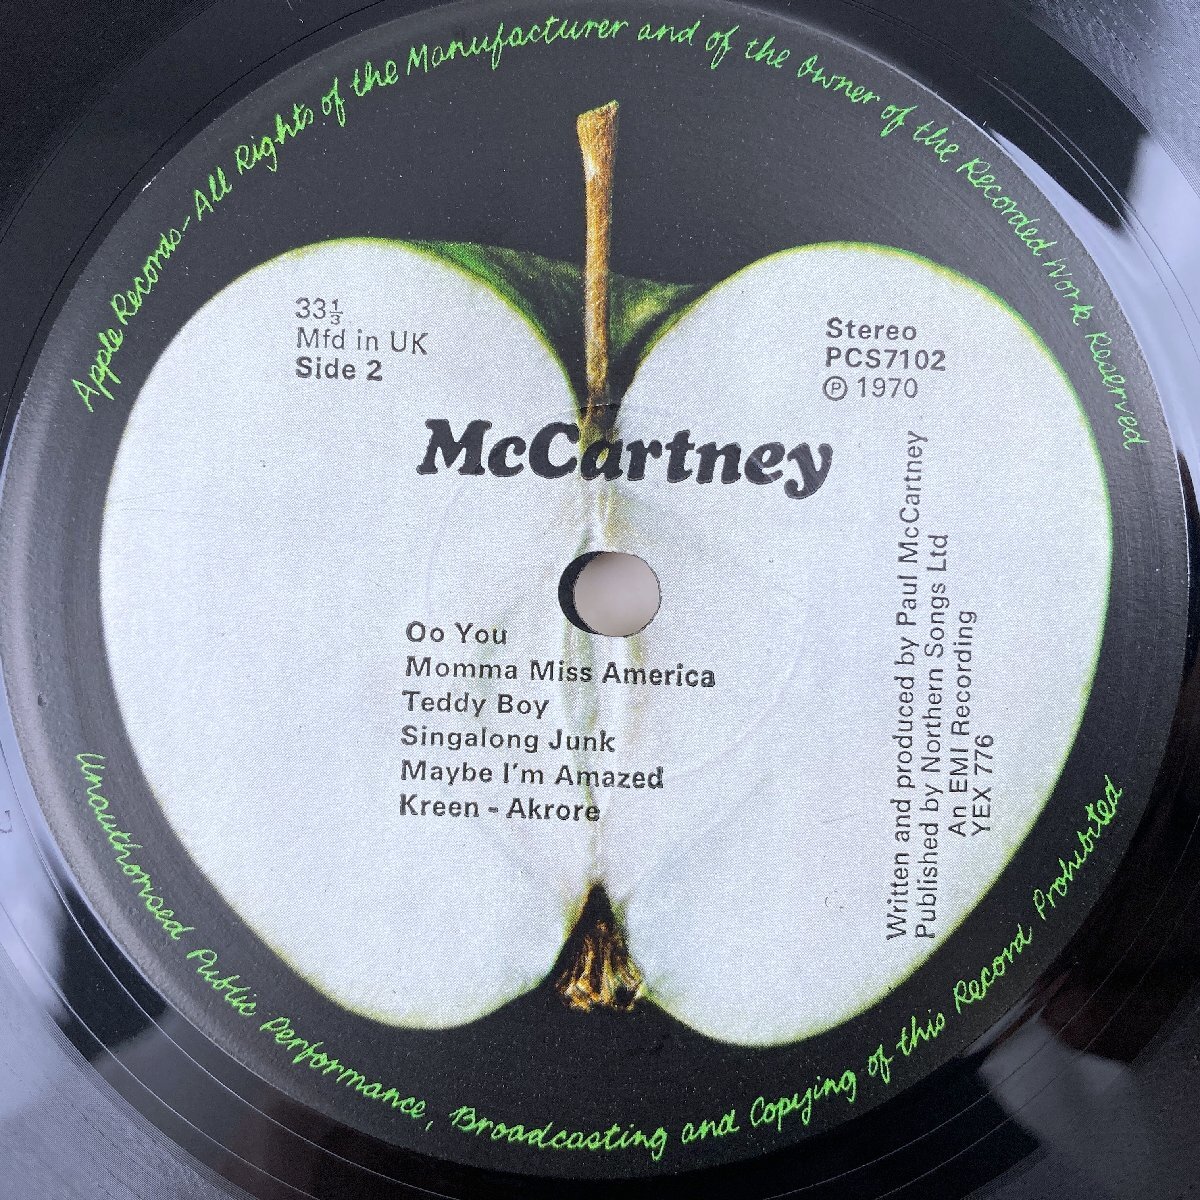 Apple Records - All Rights of the Manufacturer and of the Owner of the Recorded Work Reserved
33⅓
Mfd in UK
Side 2
Stereo
PCS7102
Ⓟ 1970
McCartney
Oo You
Momma Miss America
Teddy Boy
Singalong Junk
Maybe I'm Amazed
Kreen - Akrore
Written and produced by Paul McCartney
Published by Northern Songs Ltd
An EMI Recording
YEX 776
Unauthorised Public Performance, Broadcasting and Copying of this Record Prohibited